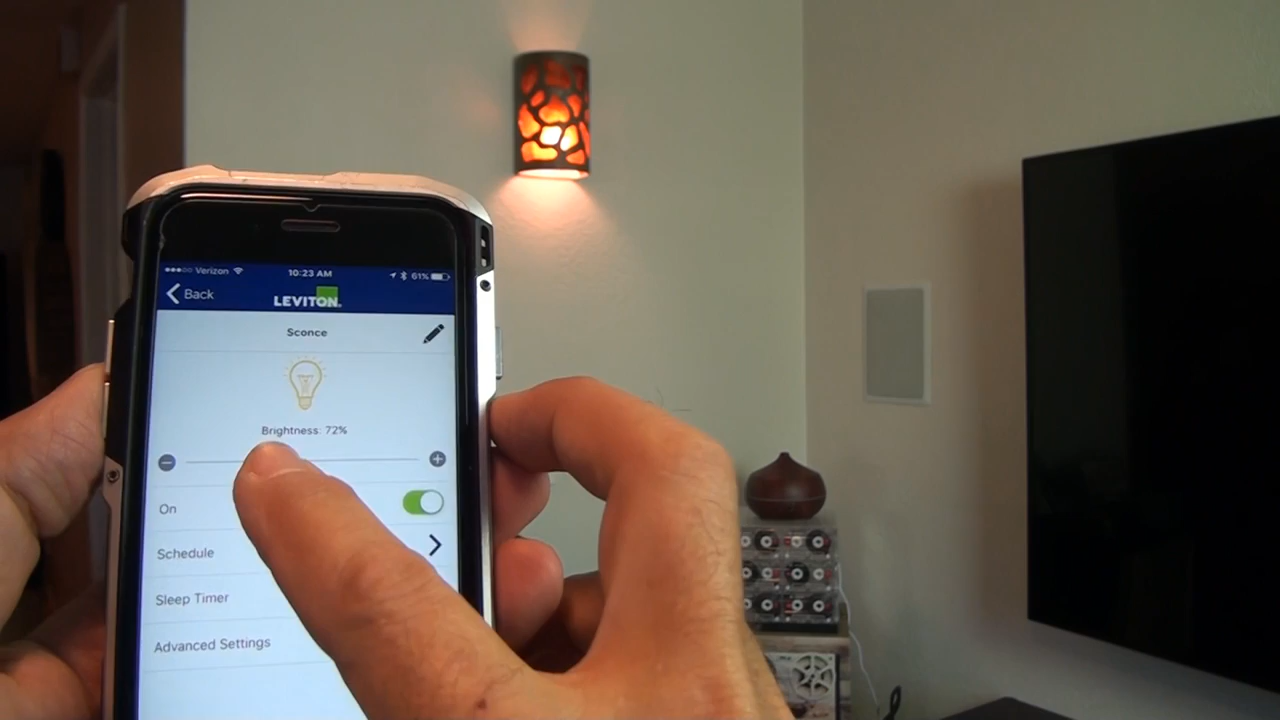 Verizon 10:23 AM 61%
Back LEVITON
Sconce
Brightness: 72%
On
Schedule
Sleep Timer
Advanced Settings